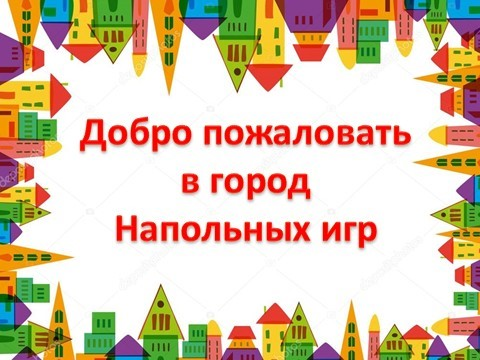 Добро пожаловать
в город
Напольных игр